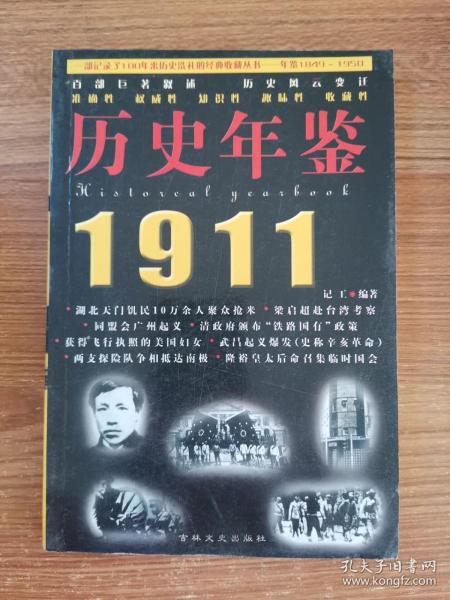 一部记录了100年来历史洗礼的经典收藏丛书——年鉴1849-1950
百部巨著叙述 历史风云变迁
准确性 权威性 知识性 趣味性 收藏性
历史年鉴
Historcal yearbook
1911
记工 编著
·湖北天门饥民10万余人聚众抢米 ·梁启超赴台湾考察
·同盟会广州起义 ·清政府颁布“铁路国有”政策
·获得飞行执照的美国妇女 ·武昌起义爆发(史称辛亥革命)
·两支探险队争相抵达南极 ·隆裕皇太后命召集临时国会
吉林文史出版社
孔夫子旧书网
www.kongfz.com